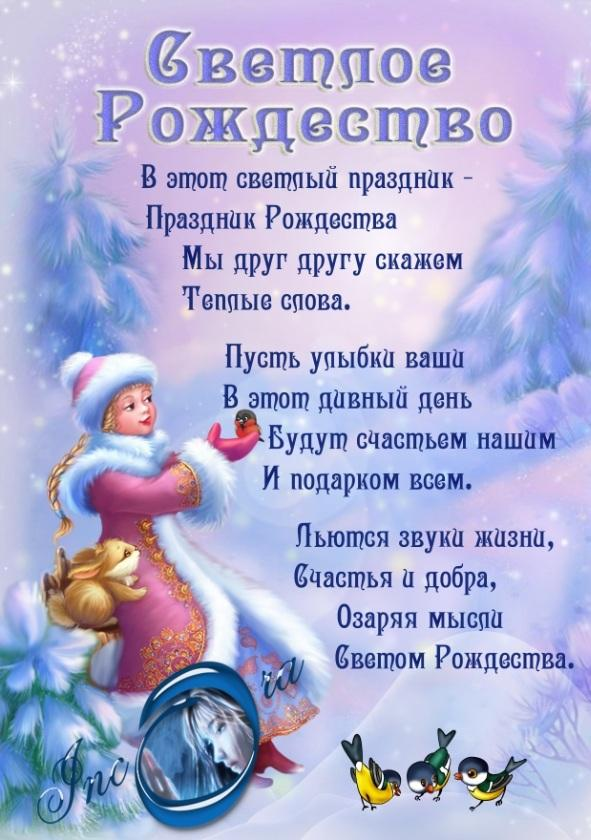 Светлое
Рождество
В этот светлый праздник -
Праздник Рождества
Мы друг другу скажем
Теплые слова.
Пусть улыбки ваши
В этот дивный день
Будут счастьем нашим
И подарком всем.
Льются звуки жизни,
Счастья и добра,
Озаряя мысли
Светом Рождества.